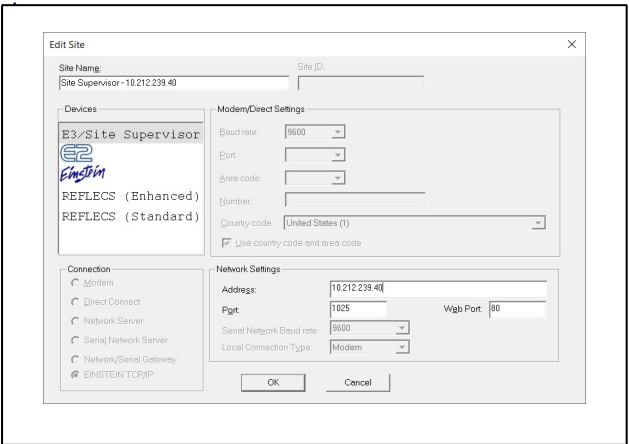 Edit Site
Site Name:
Site ID:
Site Supervisor - 10.212.239.40
Devices
E3/Site Supervisor
E2
Einstein
REFLECS (Enhanced)
REFLECS (Standard)
Modem/Direct Settings
Baud rate: 9600
Port
Area code:
Number:
Country code: United States (1)
Use country code and area code
Connection
Modem
Direct Connect
Network Server
Serial Network Server
Network/Serial Gateway
EINSTEIN TCP/IP
Network Settings
Address: 10.212.239.40
Port: 1025 Web Port: 80
Serial Network Baud rate: 9600
Local Connection Type: Modem
OK Cancel